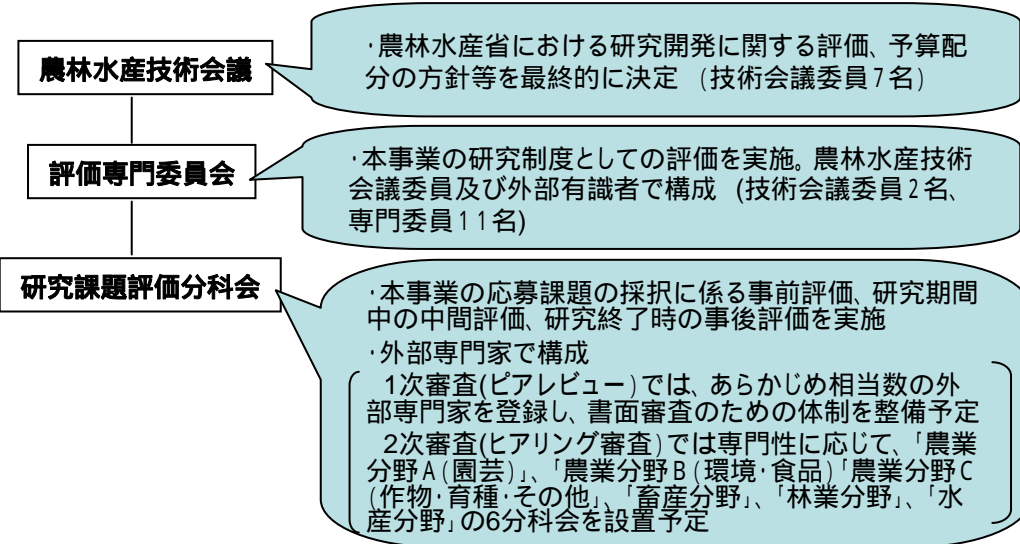 農林水産技術会議
・農林水産省における研究開発に関する評価、予算配
分の方針等を最終的に決定 (技術会議委員7名)
評価専門委員会
・本事業の研究制度としての評価を実施。農林水産技術
会議委員及び外部有識者で構成 (技術会議委員2名、
専門委員11名)
研究課題評価分科会
・本事業の応募課題の採択に係る事前評価、研究期間
中の中間評価、研究終了時の事後評価を実施
・外部専門家で構成
1次審査(ピアレビュー)では、あらかじめ相当数の外
部専門家を登録し、書面審査のための体制を整備予定
2次審査(ヒアリング審査)では専門性に応じて、「農業
分野A(園芸)」、「農業分野B(環境・食品)「農業分野C
(作物・育種・その他」、「畜産分野」、「林業分野」、「水
産分野」の6分科会を設置予定